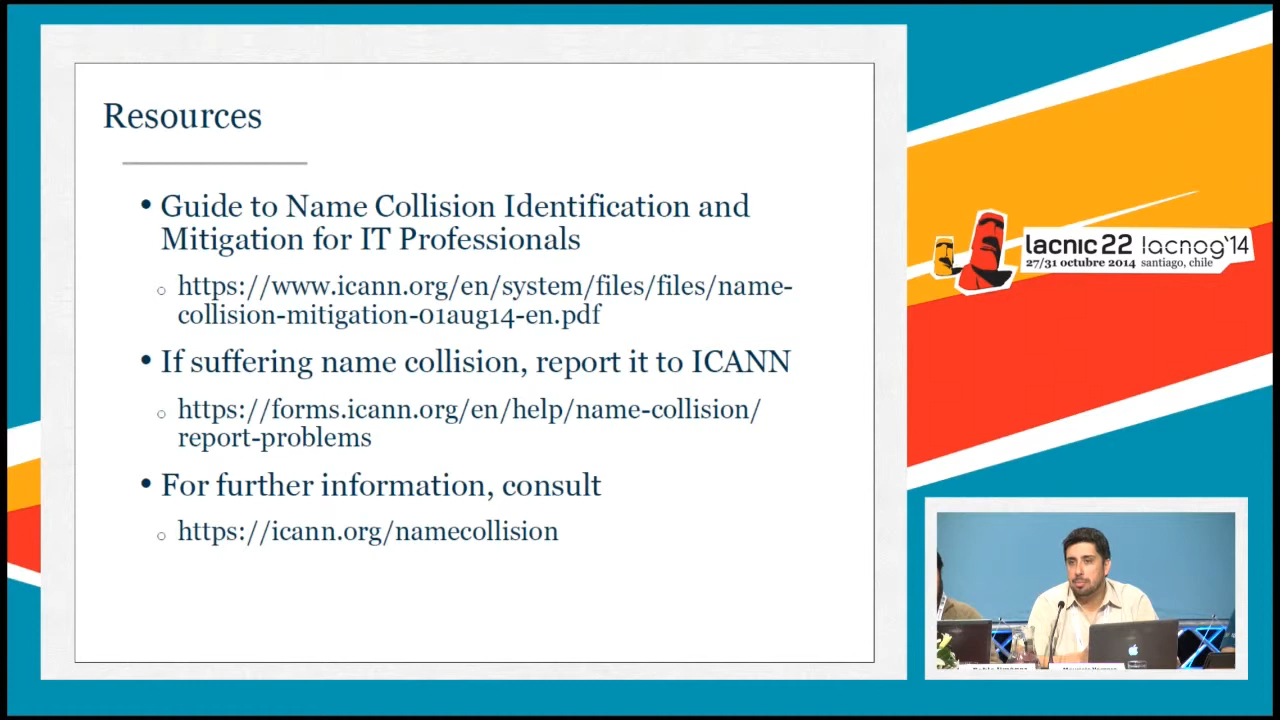 Resources
• Guide to Name Collision Identification and
Mitigation for IT Professionals
○ https://www.icann.org/en/system/files/files/name-
collision-mitigation-01aug14-en.pdf
• If suffering name collision, report it to ICANN
○ https://forms.icann.org/en/help/name-collision/
report-problems
• For further information, consult
○ https://icann.org/namecollision
lacnic 22 lacnog'14
27/31 octubre 2014 santiago, chile